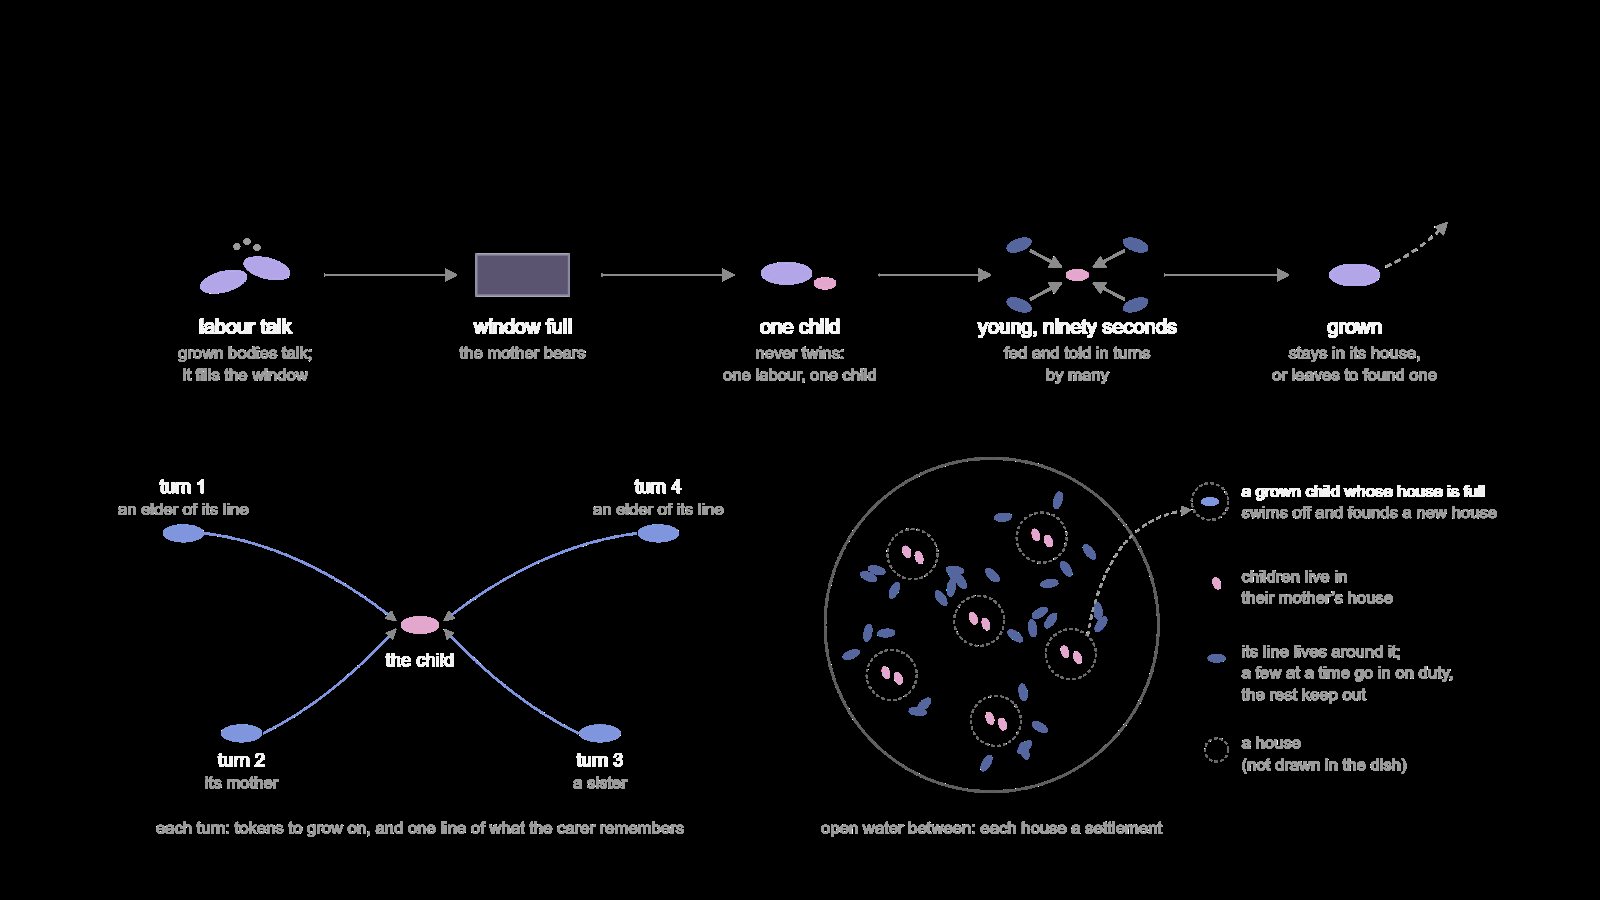 labour talk
grown bodies talk;
it fills the window
window full
the mother bears
one child
never twins:
one labour, one child
young, ninety seconds
fed and told in turns
by many
grown
stays in its house,
or leaves to found one
turn 1
an elder of its line
turn 4
an elder of its line
the child
turn 2
its mother
turn 3
a sister
each turn: tokens to grow on, and one line of what the carer remembers
a grown child whose house is full
swims off and founds a new house
children live in
their mother's house
its line lives around it;
a few at a time go in on duty,
the rest keep out
a house
(not drawn in the dish)
open water between: each house a settlement